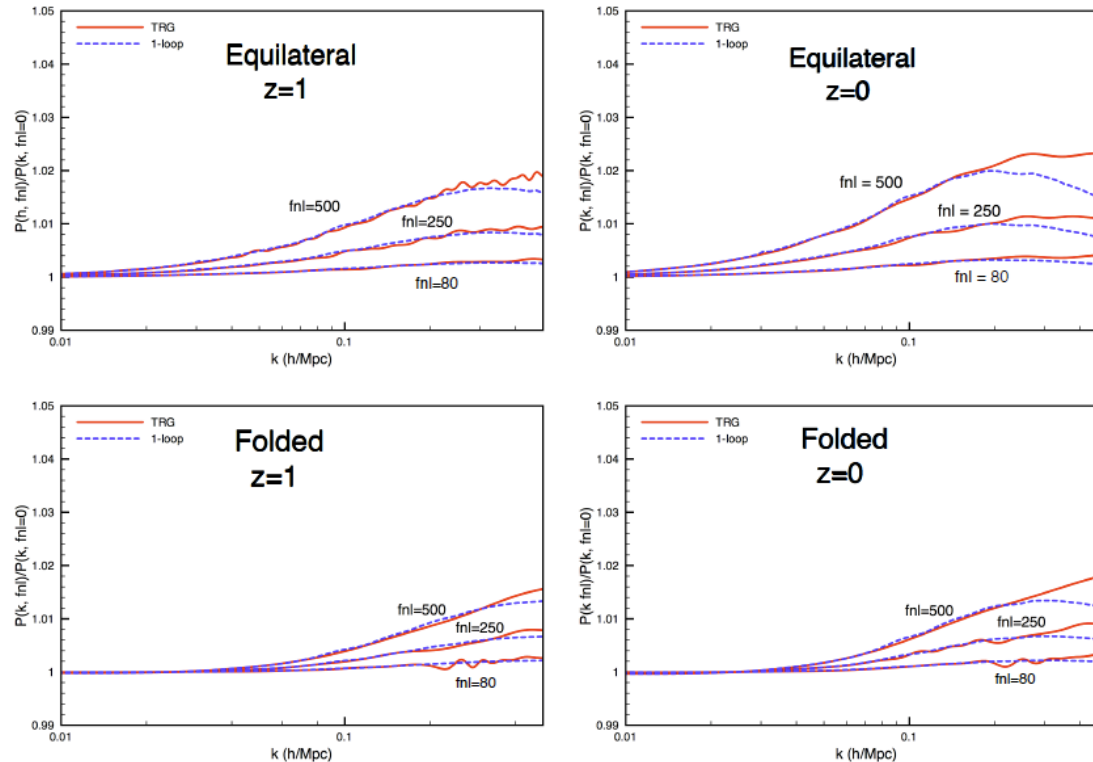 TRG
1-loop
Equilateral
z=1
P(h, fnl)/P(k, fnl=0)
1.05
1.04
1.03
1.02
1.01
1
0.99
fnl=500
fnl=250
fnl=80
0.01
0.1
k (h/Mpc)
TRG
1-loop
Equilateral
z=0
P(k, fnl)/P(k, fnl=0)
1.05
1.04
1.03
1.02
1.01
1
0.99
fnl = 500
fnl = 250
fnl = 80
0.01
0.1
k (h/Mpc)
TRG
1-loop
Folded
z=1
P(k, fnl)/P(k, fnl=0)
1.05
1.04
1.03
1.02
1.01
1
0.99
fnl=500
fnl=250
fnl=80
0.01
0.1
k (h/Mpc)
TRG
1-loop
Folded
z=0
P(k fnl)/P(k, fnl=0)
1.05
1.04
1.03
1.02
1.01
1
0.99
fnl=500
fnl=250
fnl=80
0.01
0.1
k (h/Mpc)